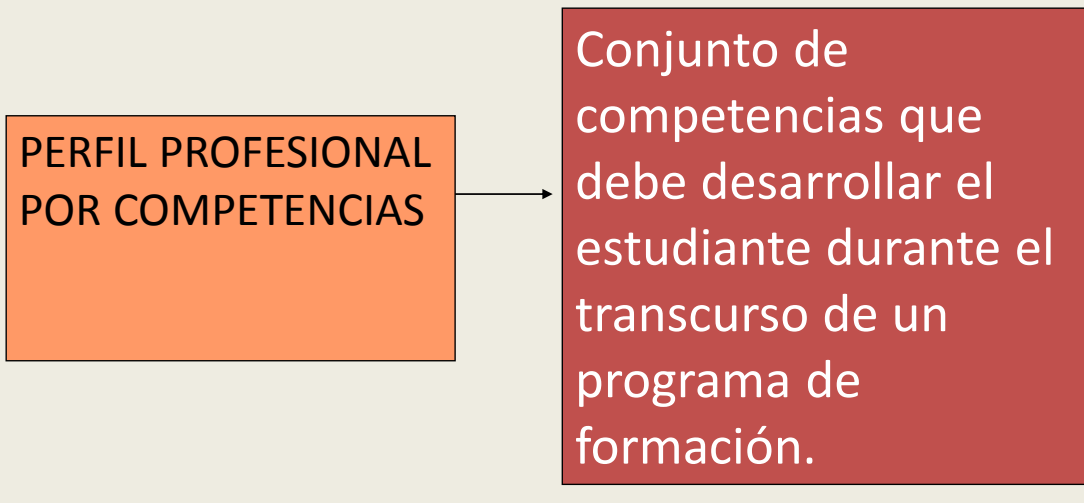 PERFIL PROFESIONAL
POR COMPETENCIAS
Conjunto de
competencias que
debe desarrollar el
estudiante durante el
transcurso de un
programa de
formación.